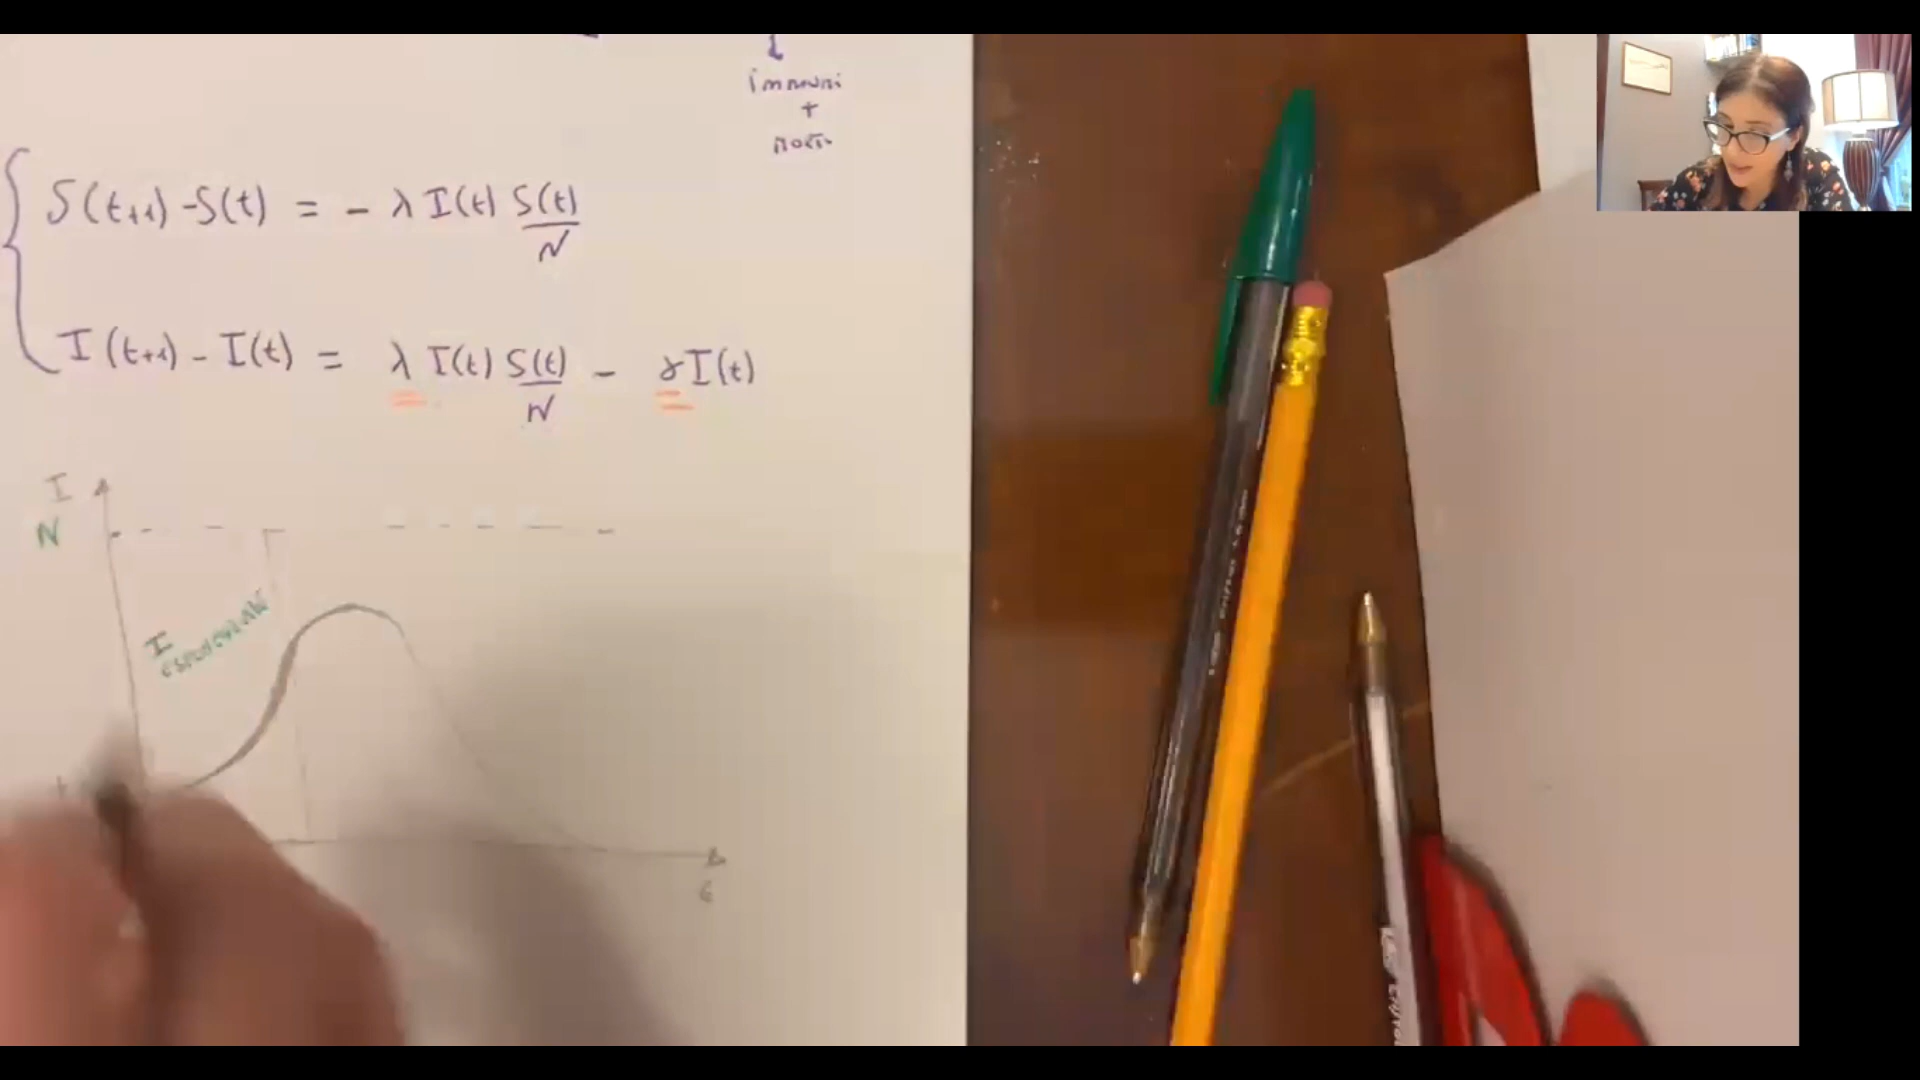 immuni
+
morti
S(t+1) - S(t) = - λ I(t) S(t)/N
I(t+1) - I(t) = λ I(t) S(t)/N - γ I(t)
I
N
I
ESPONENZIALE
t